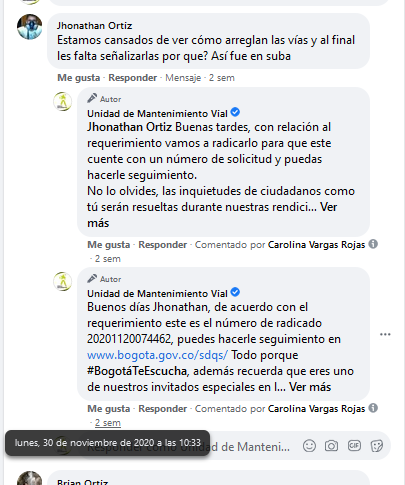 Jhonathan Ortiz
Estamos cansados de ver cómo arreglan las vías y al final
les falta señalizarlas por que? Así fue en suba
Me gusta · Responder · Mensaje · 2 sem
Autor
Unidad de Mantenimiento Vial
Jhonathan Ortiz Buenas tardes, con relación al
requerimiento vamos a radicarlo para que este
cuente con un número de solicitud y puedas
hacerle seguimiento.
No lo olvides, las inquietudes de ciudadanos como
tú serán resueltas durante nuestras rendici... Ver
más
Me gusta · Responder · Comentado por Carolina Vargas Rojas
· 2 sem
Autor
Unidad de Mantenimiento Vial
Buenos días Jhonathan, de acuerdo con el
requerimiento este es el número de radicado
20201120074462, puedes hacerle seguimiento en
www.bogota.gov.co/sdqs/ Todo porque
#BogotáTeEscucha, además recuerda que eres uno
de nuestros invitados especiales en l... Ver más
Me gusta · Responder · Comentado por Carolina Vargas Rojas
· 2 sem
lunes, 30 de noviembre de 2020 a las 10:33
Responder como Unidad de Manteni...
GIF
Brian Ortiz